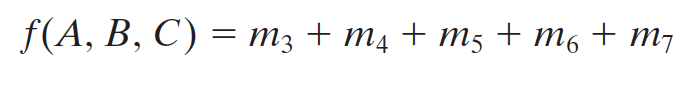 f(A, B, C) = m₃ + m₄ + m₅ + m₆ + m₇